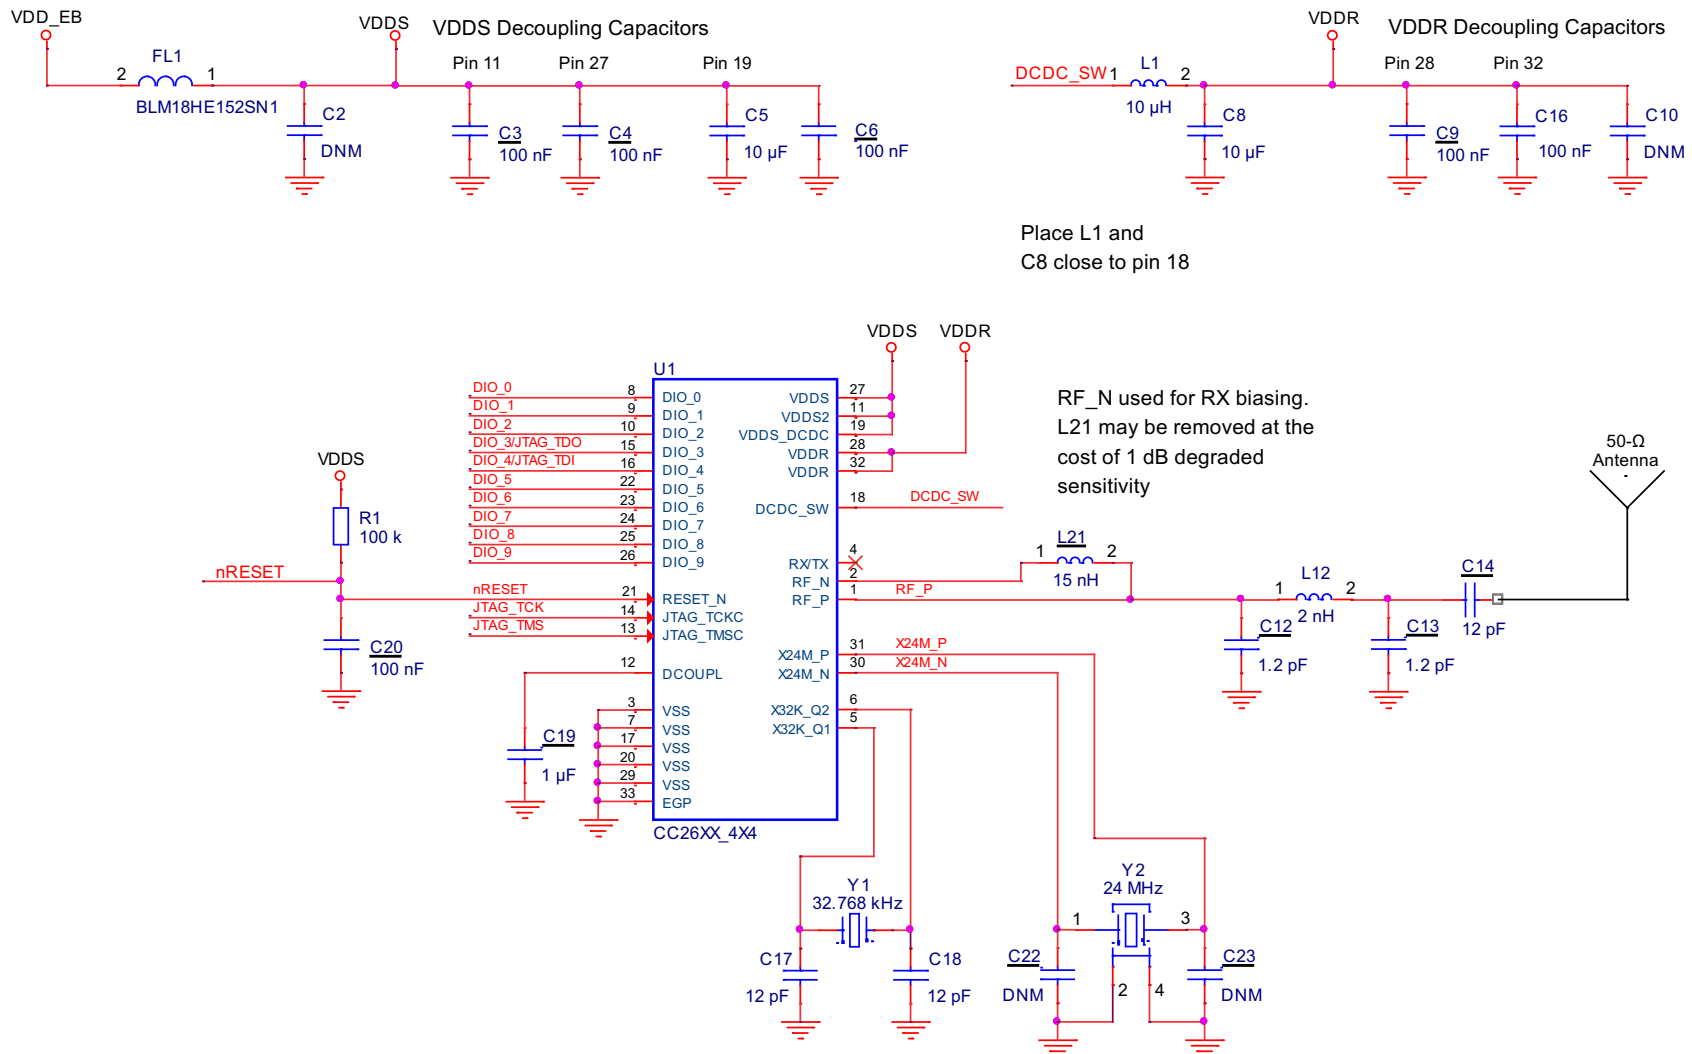 VDD_EB
VDDS
VDDS Decoupling Capacitors
FL1
2
1
BLM18HE152SN1
Pin 11
Pin 27
Pin 19
C2
DNM
C3
100 nF
C4
100 nF
C5
10 µF
C6
100 nF
VDDR
VDDR Decoupling Capacitors
DCDC_SW
1
L1
2
10 µH
Pin 28
Pin 32
C8
10 µF
C9
100 nF
C16
100 nF
C10
DNM
Place L1 and
C8 close to pin 18
VDDS
VDDR
U1
DIO_0
8
DIO_0
DIO_1
9
DIO_1
DIO_2
10
DIO_2
DIO_3/JTAG_TDO
15
DIO_3
DIO_4/JTAG_TDI
16
DIO_4
DIO_5
22
DIO_5
DIO_6
23
DIO_6
DIO_7
24
DIO_7
DIO_8
25
DIO_8
DIO_9
26
DIO_9
nRESET
21
RESET_N
JTAG_TCK
14
JTAG_TCKC
JTAG_TMS
13
JTAG_TMSC
12
DCOUPL
3
VSS
7
VSS
17
VSS
20
VSS
29
VSS
33
EGP
CC26XX_4X4
VDDS
27
VDDS2
11
VDDS_DCDC
19
VDDR
28
VDDR
32
DCDC_SW
18
DCDC_SW
RX/TX
4
RF_N
2
RF_P
1
RF_P
X24M_P
31
X24M_P
X24M_N
30
X24M_N
X32K_Q2
6
X32K_Q1
5
VDDS
R1
100 k
nRESET
C20
100 nF
C19
1 µF
RF_N used for RX biasing.
L21 may be removed at the
cost of 1 dB degraded
sensitivity
1
L21
2
15 nH
50-Ω
Antenna
1
L12
2
2 nH
C14
12 pF
C12
1.2 pF
C13
1.2 pF
Y1
32.768 kHz
C17
12 pF
C18
12 pF
Y2
24 MHz
1
3
2
4
C22
DNM
C23
DNM